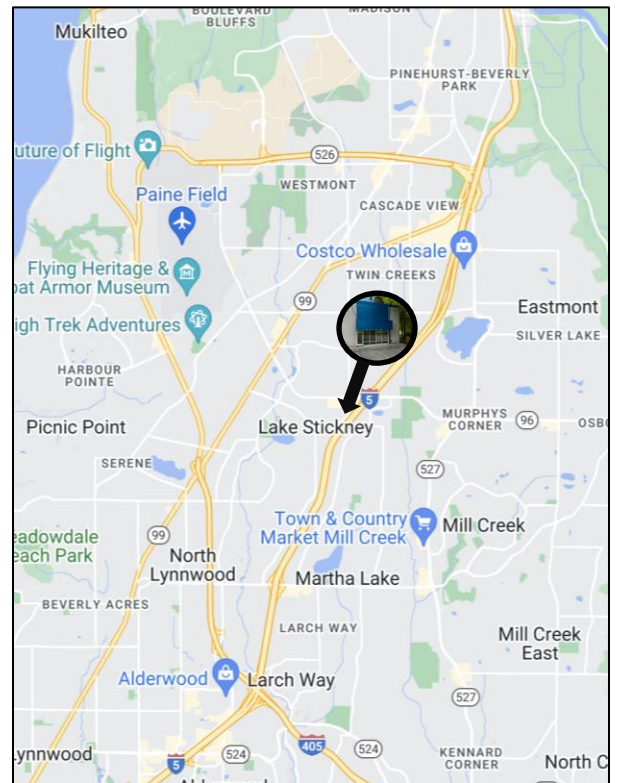 BOULEVARD
BLUFFS
MADISON
Mukilteo
PINEHURST-BEVERLY
PARK
uture of Flight
526
WESTMONT
Paine Field
CASCADE VIEW
Costco Wholesale
TWIN CREEKS
Flying Heritage &
bat Armor Museum
99
Eastmont
igh Trek Adventures
SILVER LAKE
HARBOUR
POINTE
5
MURPHYS
CORNER
96
OSBO
Picnic Point
Lake Stickney
SERENE
527
Town & Country
Market Mill Creek
Mill Creek
99
eadowdale
each Park
North
Lynnwood
Martha Lake
BEVERLY ACRES
LARCH WAY
Mill Creek
East
Alderwood
Larch Way
527
405
524
524
5
ynnwood
KENNARD
CORNER
North C